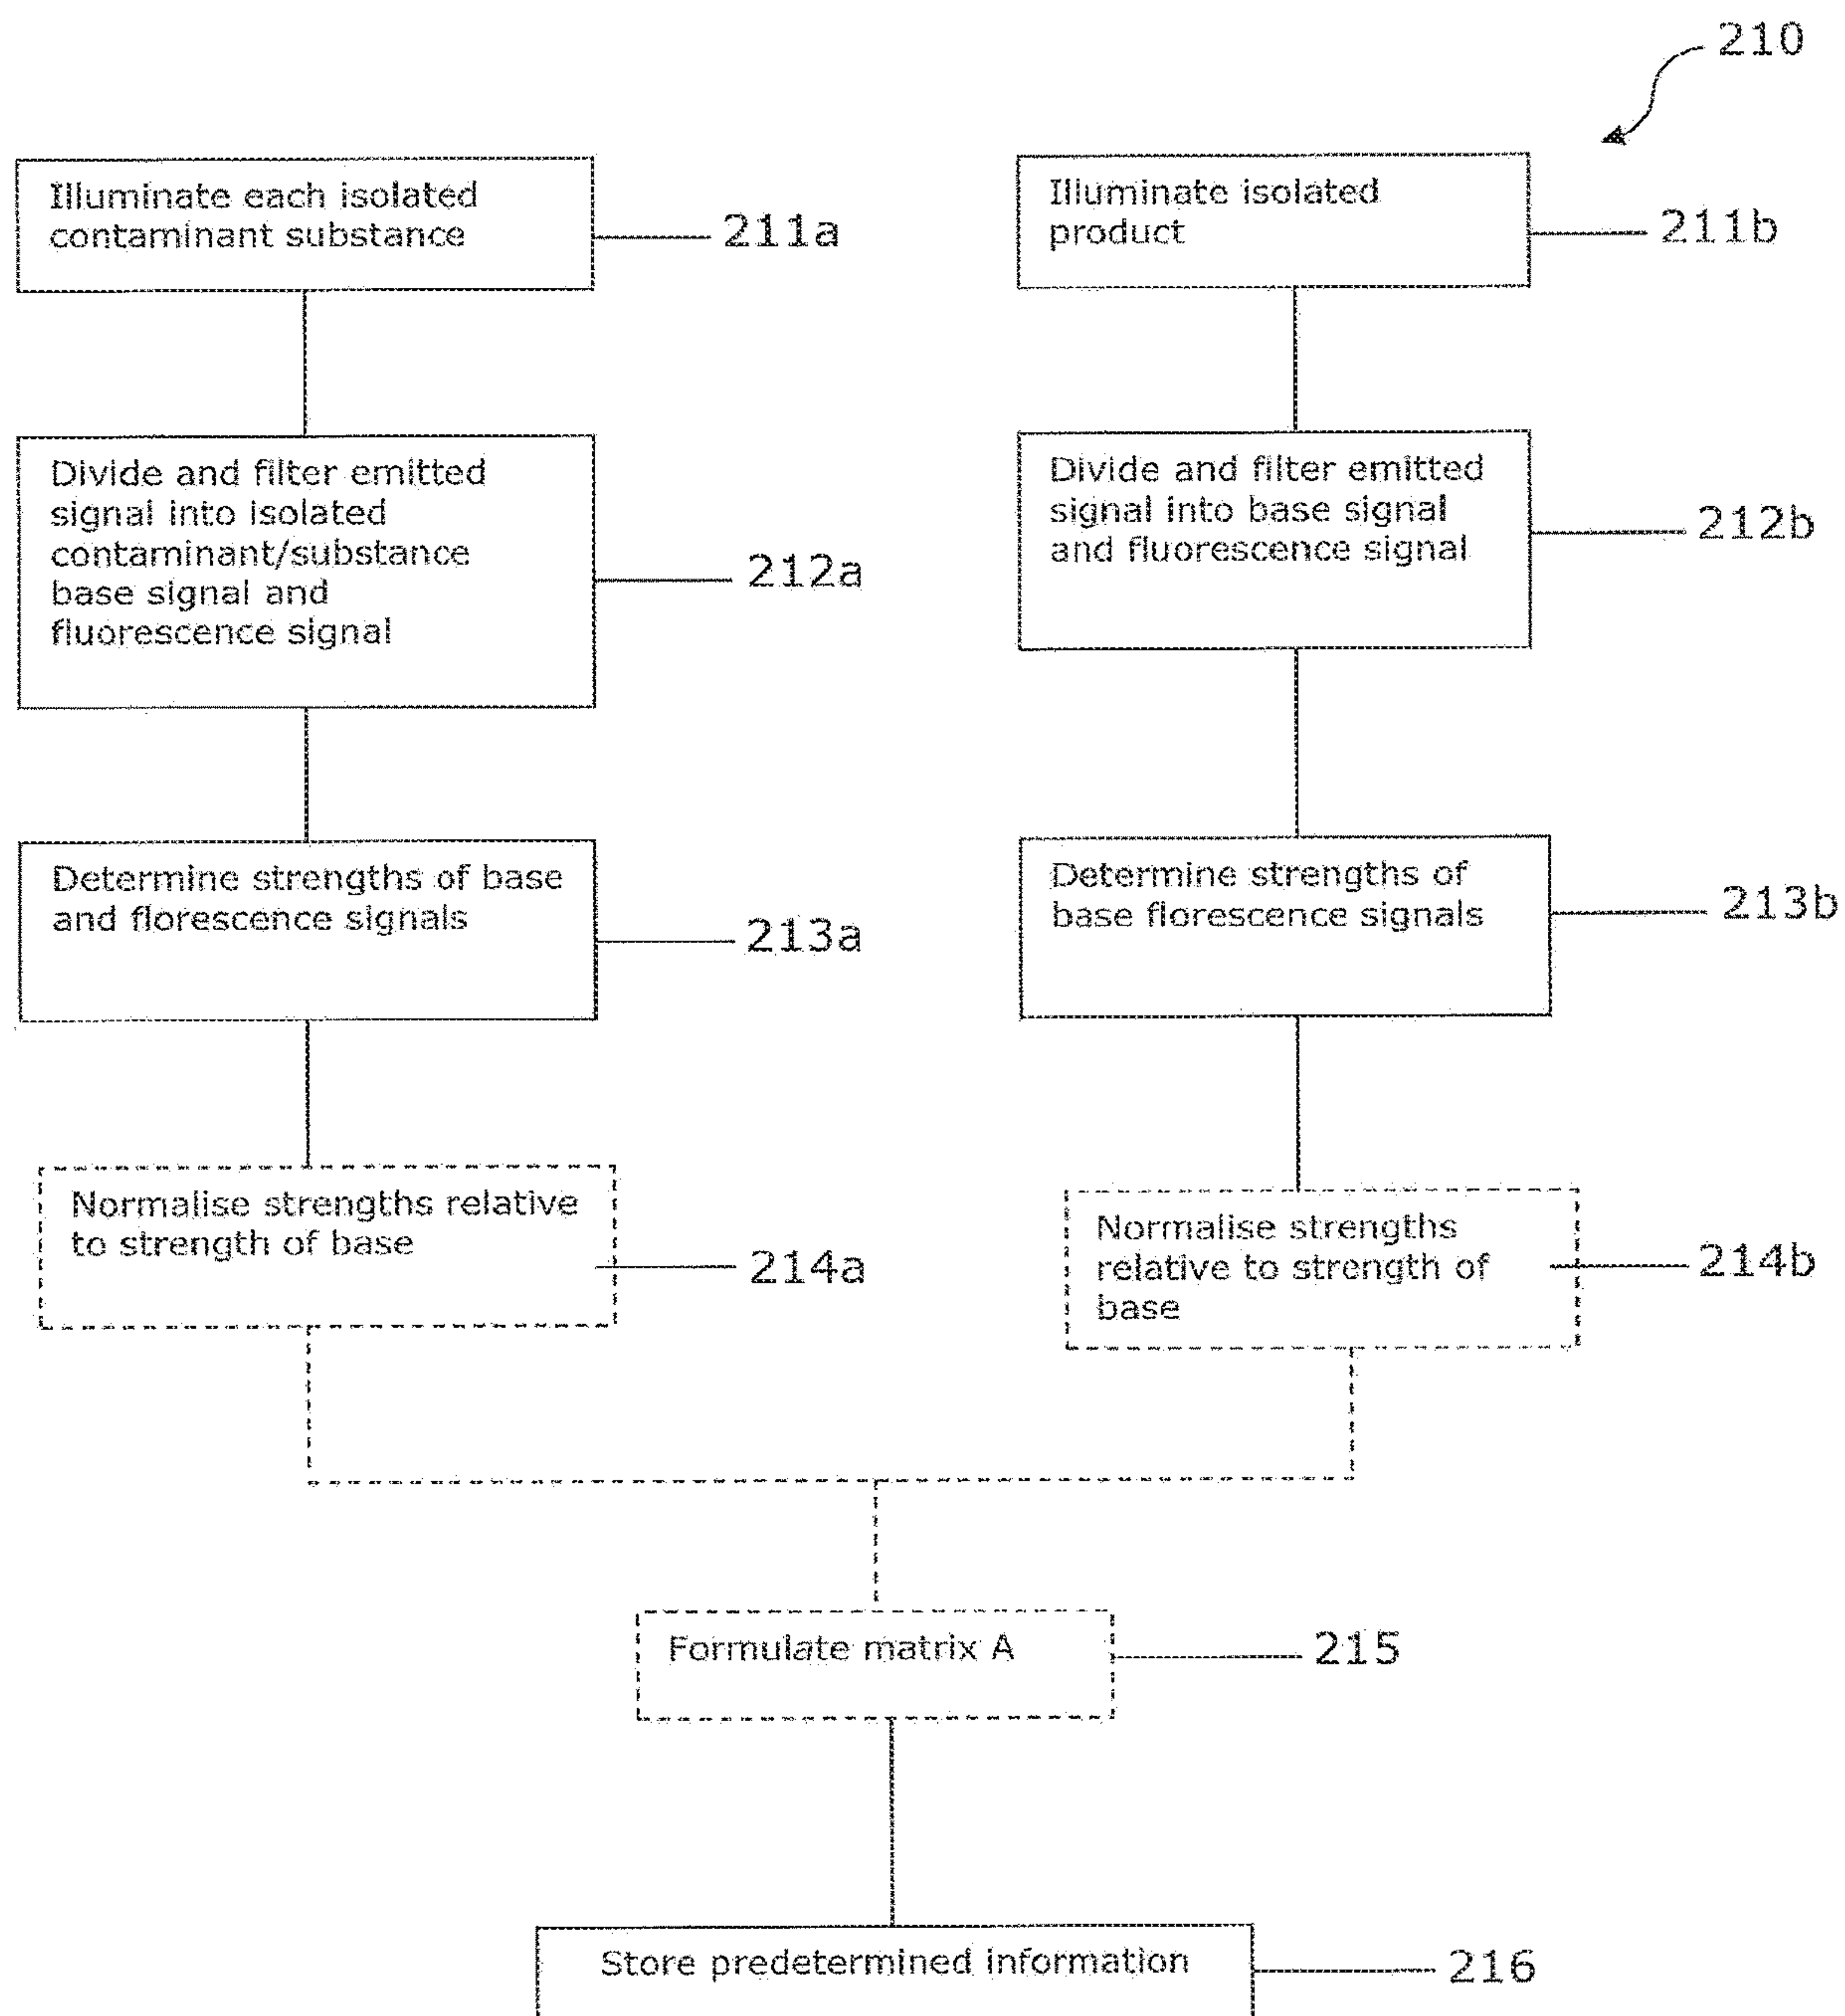 210
Illuminate each isolated
contaminant substance
211a
Illuminate isolated
product
211b
Divide and filter emitted
signal into isolated
contaminant/substance
base signal and
fluorescence signal
212a
Divide and filter emitted
signal into base signal
and fluorescence signal
212b
Determine strengths of base
and florescence signals
213a
Determine strengths of
base florescence signals
213b
Normalise strengths relative
to strength of base
214a
Normalise strengths
relative to strength of
base
214b
Formulate matrix A
215
Store predetermined information
216